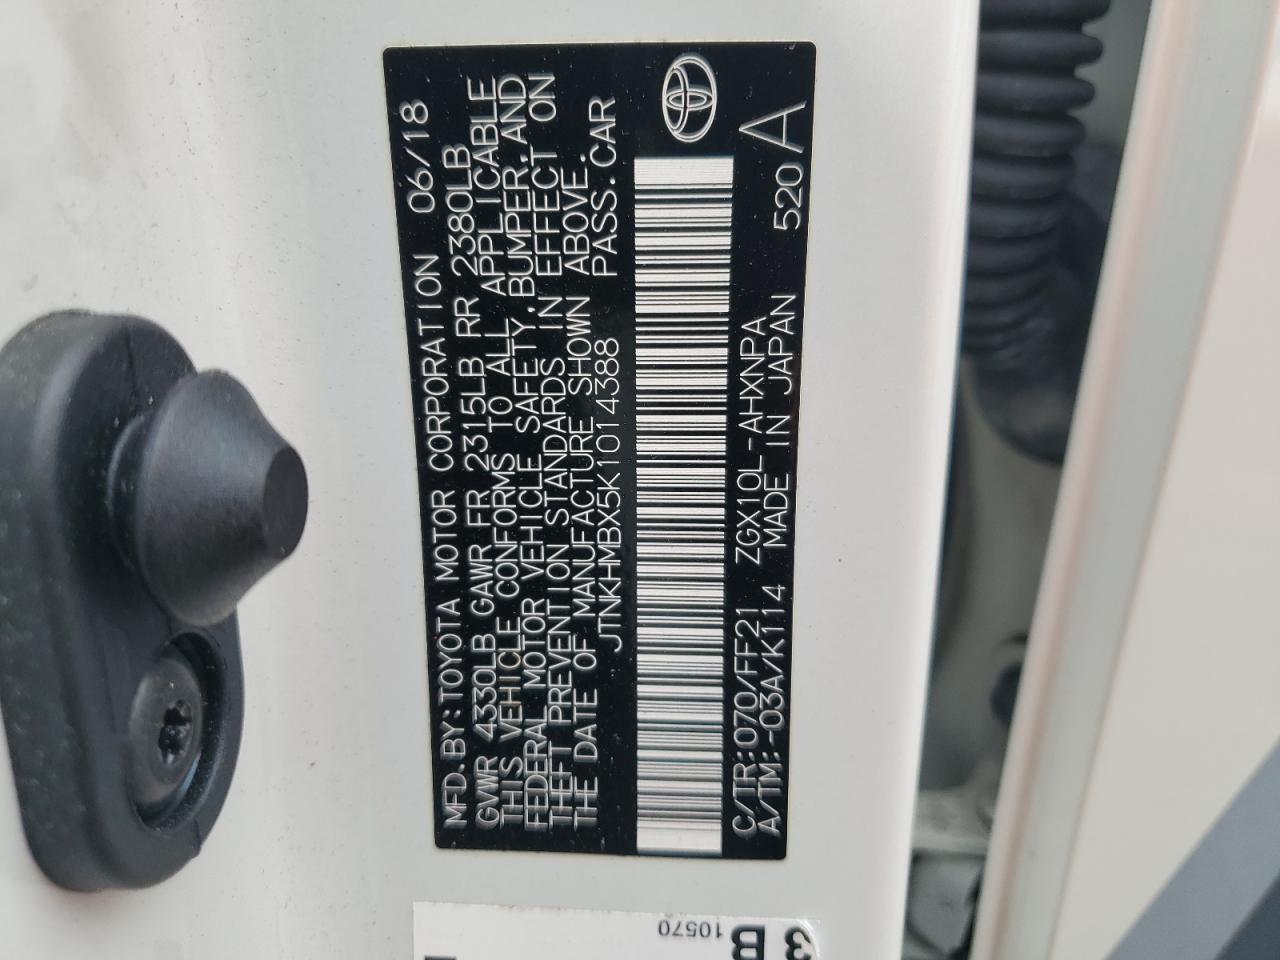 MFD.BY:TOYOTA MOTOR CORPORATION 06/18
GVWR 4330LB GAWR FR 2315LB RR 2380LB
THIS VEHICLE CONFORMS TO ALL APPLICABLE
FEDERAL MOTOR VEHICLE SAFETY,BUMPER,AND
THEFT PREVENTION STANDARDS IN EFFECT ON
THE DATE OF MANUFACTURE SHOWN ABOVE.
JTNKHMBX5K1014388 PASS.CAR
C/TR:070/FF21 ZGX10L-AHXNPA 520
A/TM:-03A/K114 MADE IN JAPAN A
3B
10570